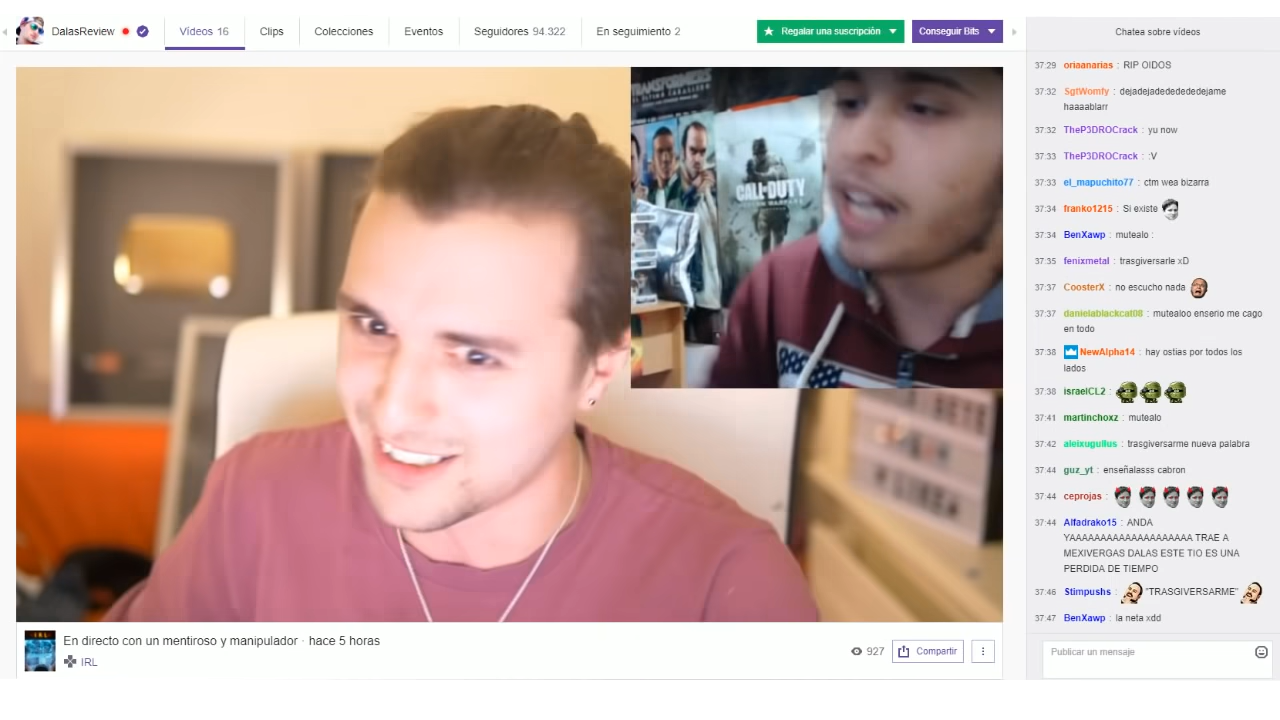 DalasReview
Vídeos 16
Clips
Colecciones
Eventos
Seguidores 94.322
En seguimiento 2
Regalar una suscripción
Conseguir Bits
Chatea sobre vídeos
TRANSFORMERS
CALL OF DUTY
37:29 oriaanarias : RIP OIDOS
37:32 SgtWomfy : dejadejadedededededejame
haaaablarr
37:32 TheP3DROCrack : yu now
37:33 TheP3DROCrack : :V
37:33 el_mapuchito77 : ctm wea bizarra
37:34 franko1215 : Si existe
37:34 BenXawp : mutealo :
37:35 fenixmetal : trasgiversarle xD
37:37 CoosterX : no escucho nada
37:37 danielablackcat08 : mutealoo enserio me cago
en todo
37:38 NewAlpha14 : hay ostias por todos los
lados
37:38 israelCL2 :
37:41 martinchoxz : mutealo
37:42 aleixugullus : trasgiversarme nueva palabra
37:44 guz_yt : enseñalasss cabron
37:44 ceprojas :
37:44 Alfadrako15 : ANDA
YAAAAAAAAAAAAAAAAAAAA TRAE A
MEXIVERGAS DALAS ESTE TIO ES UNA
PERDIDA DE TIEMPO
37:46 Stimpushs : "TRASGIVERSARME"
37:47 BenXawp : la neta xdd
IRL
En directo con un mentiroso y manipulador · hace 5 horas
IRL
927
Compartir
Publicar un mensaje